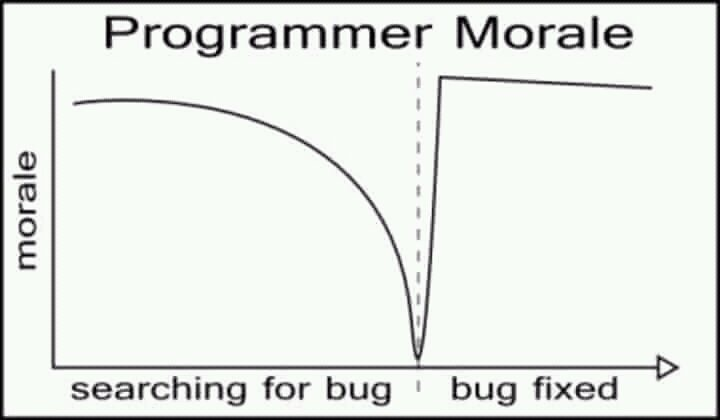 Programmer Morale
morale
searching for bug
bug fixed